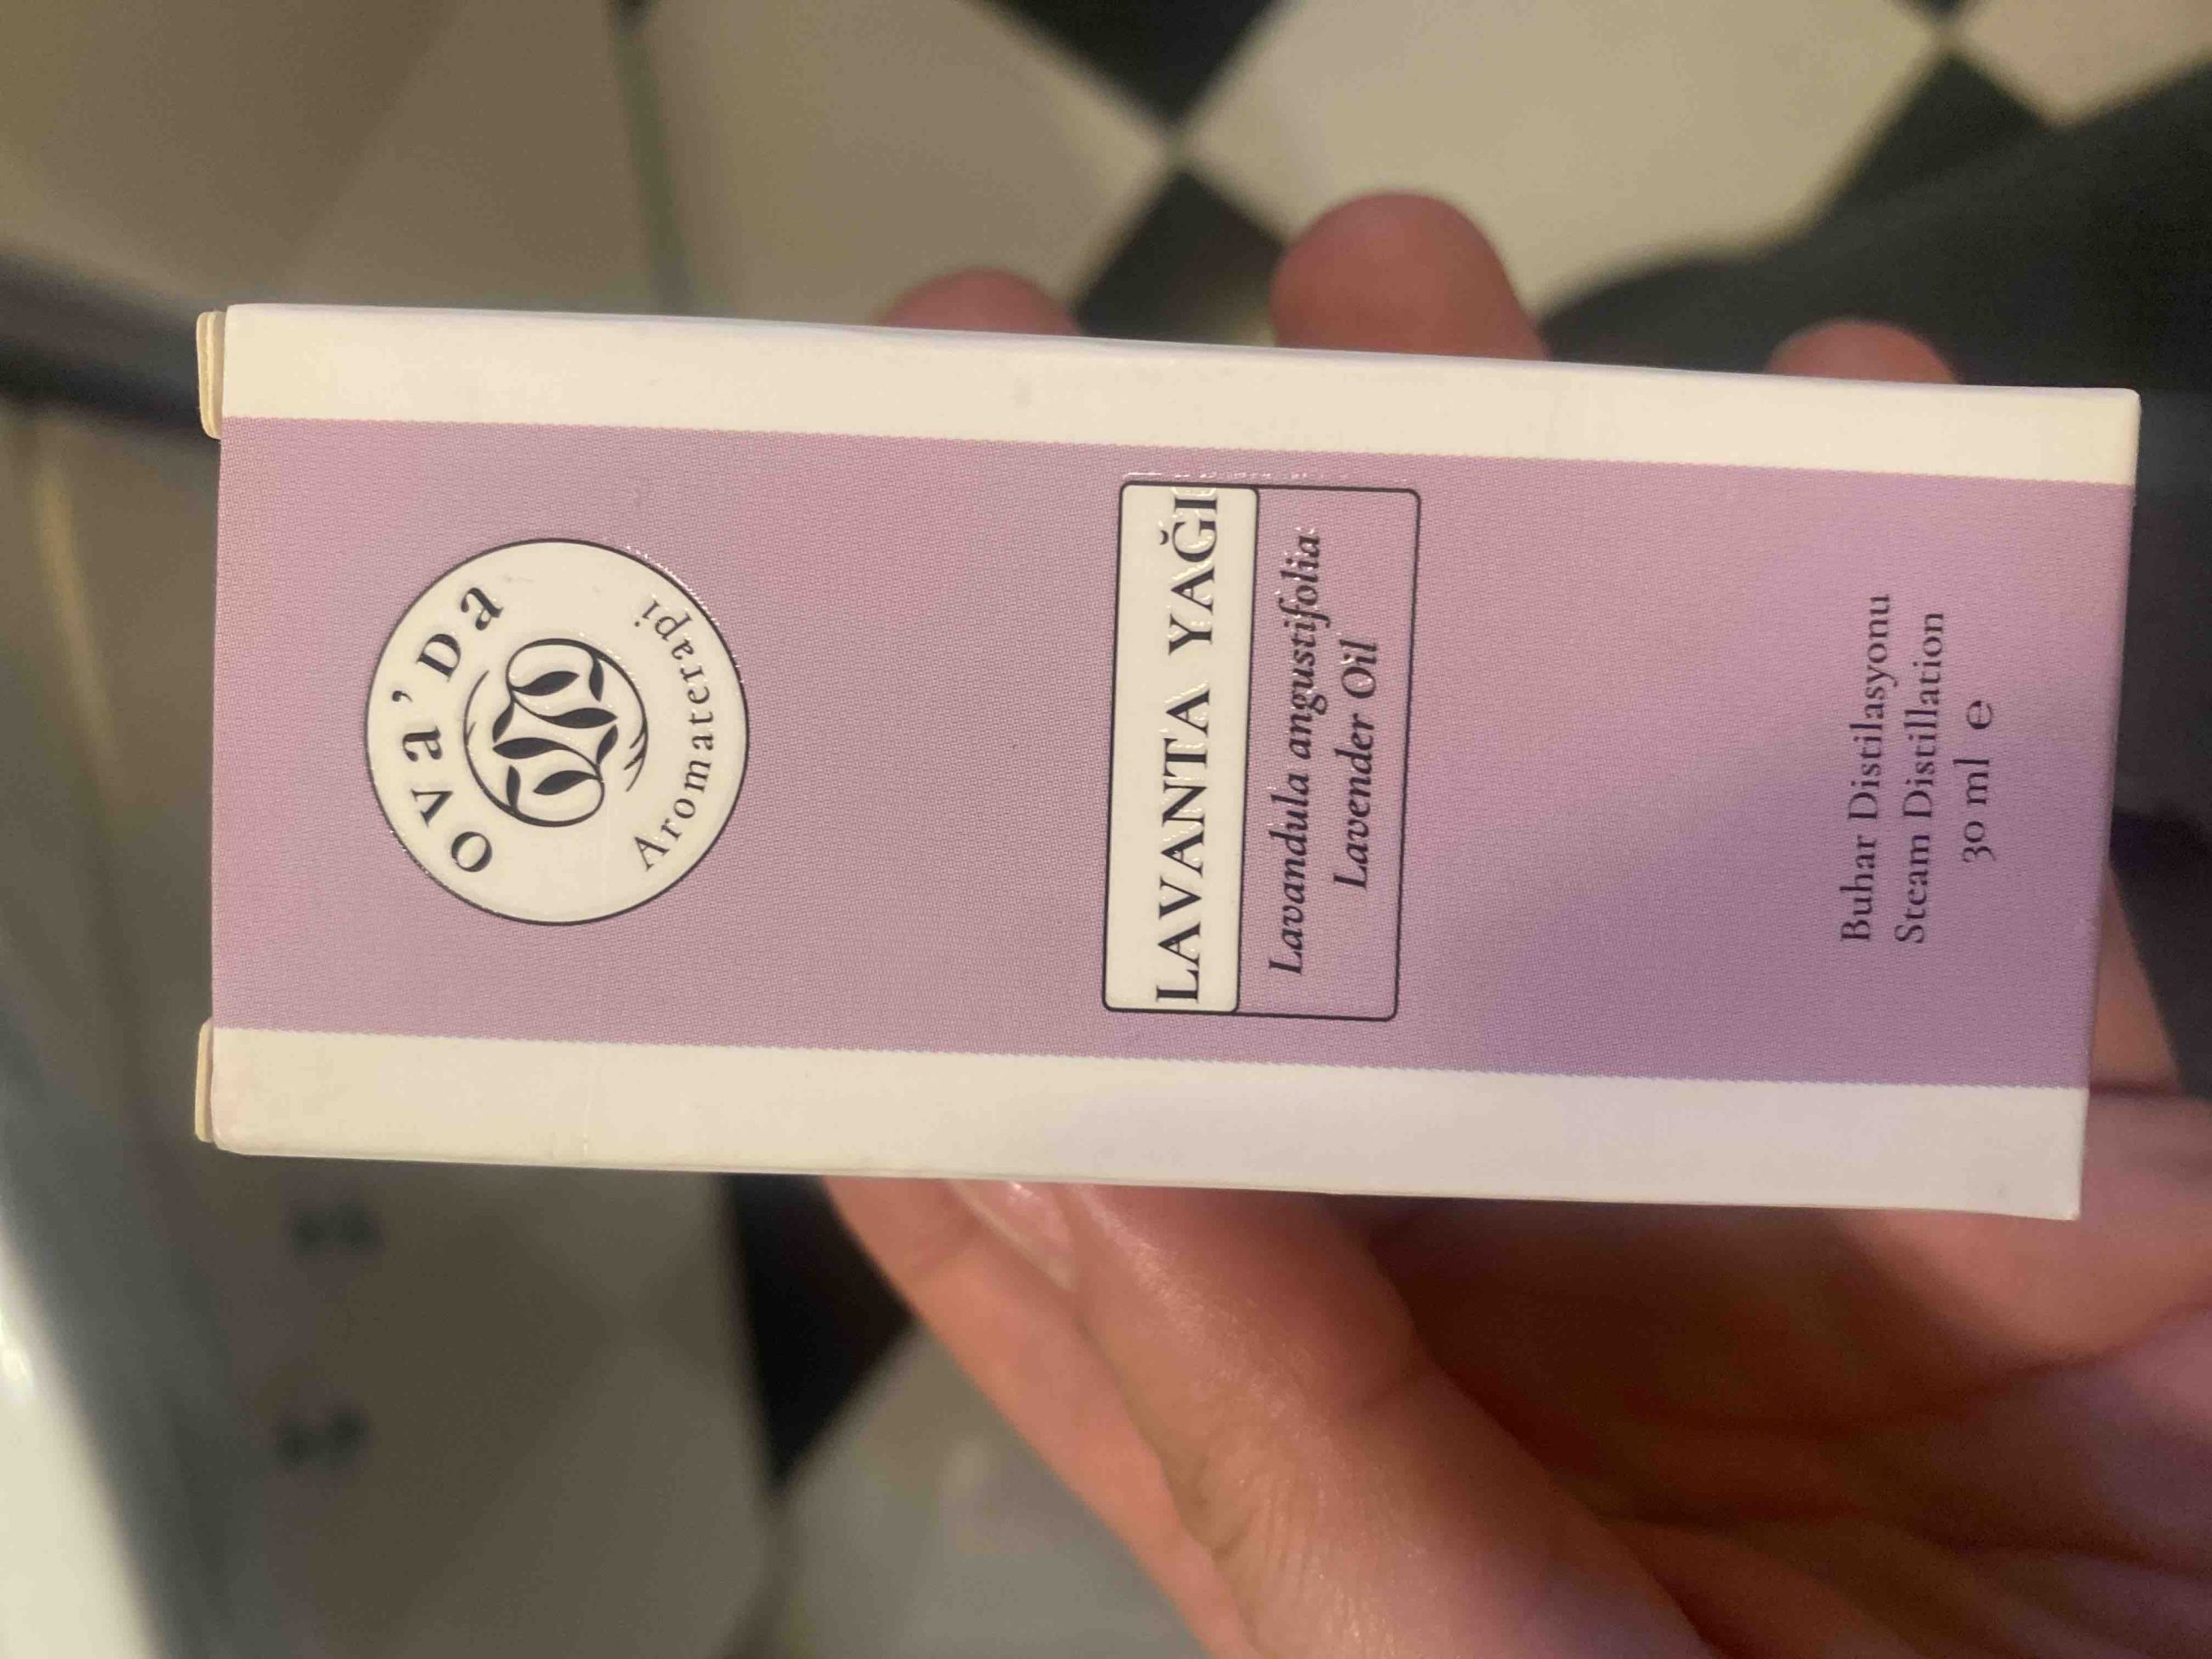 ova'Da
Aromaterapi
LAVANTA YAĞI
Lavandula angustifolia
Lavender Oil
Buhar Distilasyonu
Steam Distillation
30 ml ℮